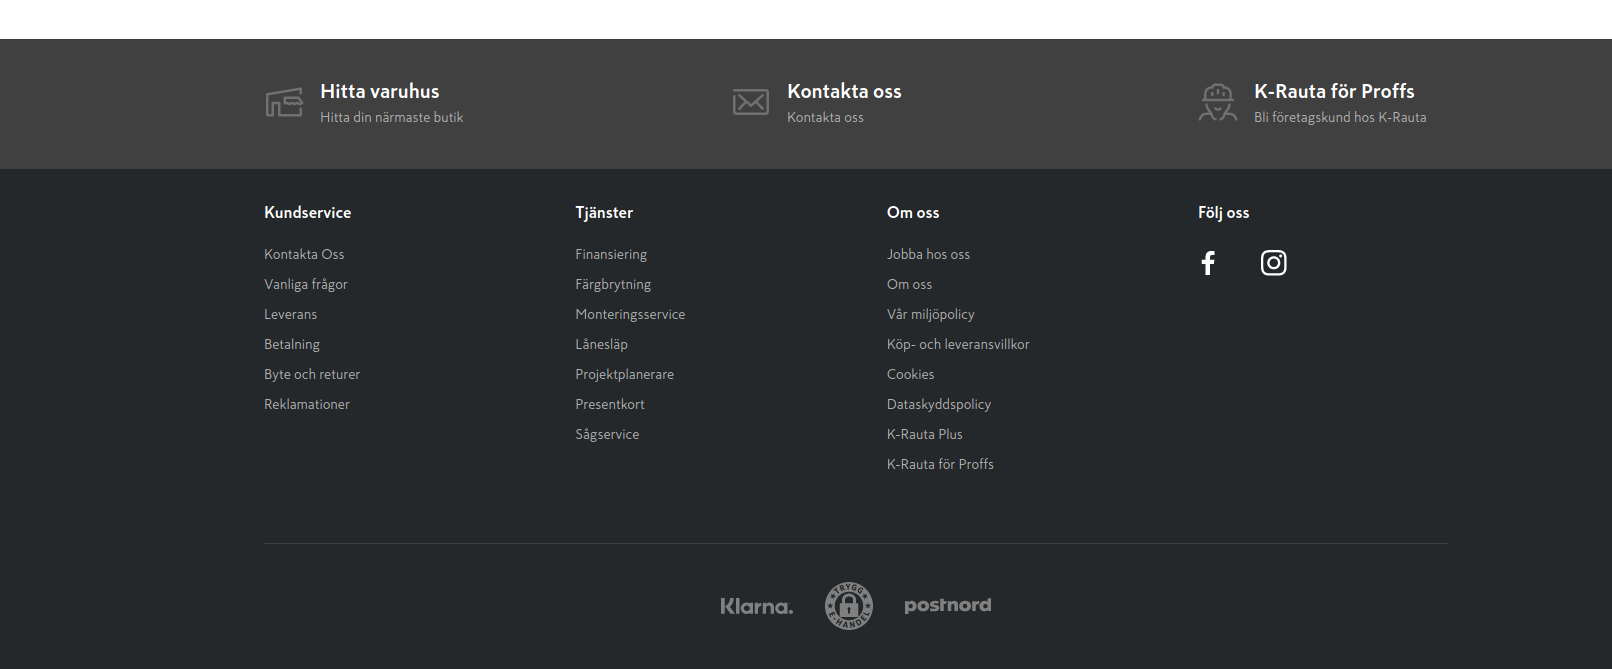 Hitta varuhus
Hitta din närmaste butik
Kontakta oss
Kontakta oss
K-Rauta för Proffs
Bli företagskund hos K-Rauta
Kundservice
Kontakta Oss
Vanliga frågor
Leverans
Betalning
Byte och returer
Reklamationer
Tjänster
Finansiering
Färgbrytning
Monteringsservice
Lånesläp
Projektplanerare
Presentkort
Sågservice
Om oss
Jobba hos oss
Om oss
Vår miljöpolicy
Köp- och leveransvillkor
Cookies
Dataskyddspolicy
K-Rauta Plus
K-Rauta för Proffs
Följ oss
Klarna.
TRYGG
E-HANDEL
postnord